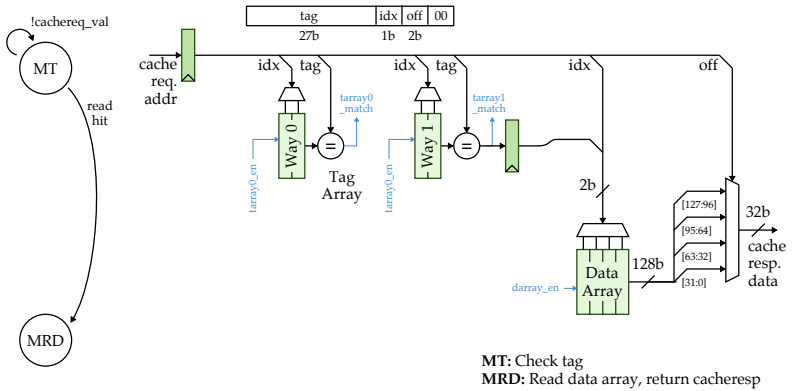 !cachereq_val
MT
read
hit
MRD
tag
idx
off
00
27b
1b
2b
cache
req.
addr
idx
tag
Way 0
=
tarray0_en
tarray0
_match
Tag
Array
idx
tag
Way 1
=
tarray0_en
tarray1
_match
idx
off
2b
Data
Array
darray_en
128b
[127:96]
[95:64]
[63:32]
[31:0]
32b
cache
resp.
data
MT: Check tag
MRD: Read data array, return cacheresp